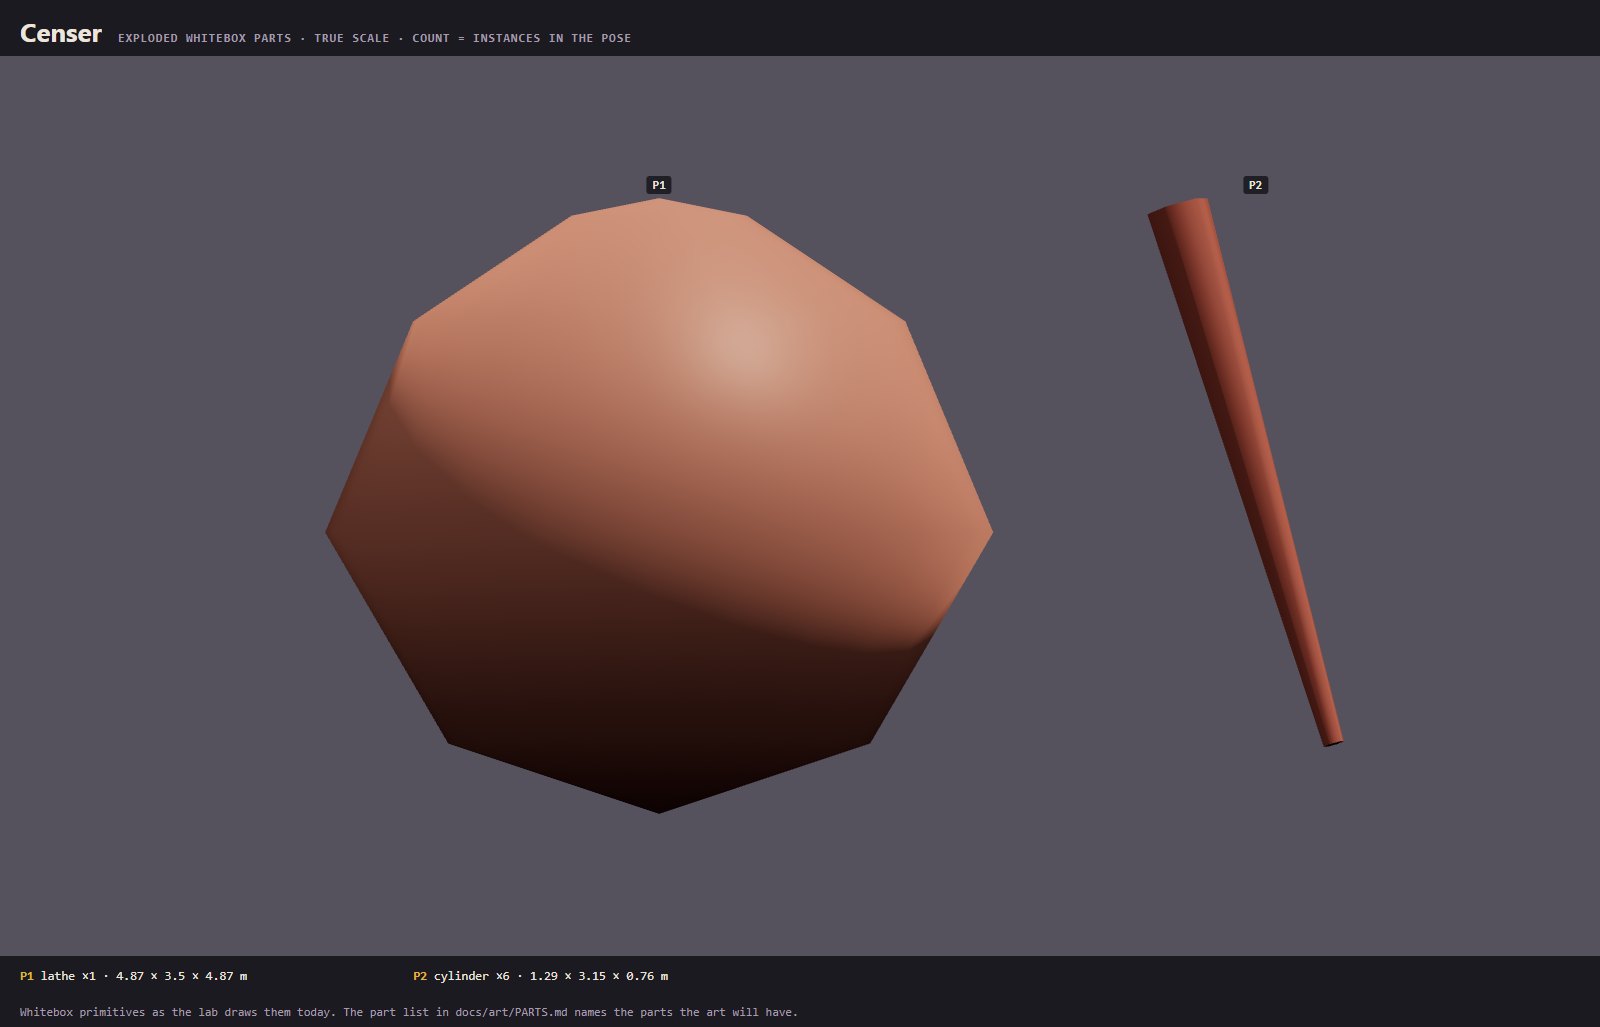 Censer EXPLODED WHITEBOX PARTS · TRUE SCALE · COUNT = INSTANCES IN THE POSE
P1
P2
P1 lathe ×1 · 4.87 × 3.5 × 4.87 m
P2 cylinder ×6 · 1.29 × 3.15 × 0.76 m
Whitebox primitives as the lab draws them today. The part list in docs/art/PARTS.md names the parts the art will have.